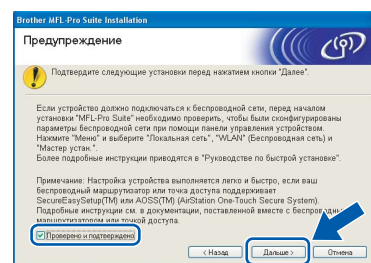 Brother MFL-Pro Suite Installation
Предупреждение
Подтвердите следующие установки перед нажатием кнопки "Далее".
Если устройство должно подключаться к беспроводной сети, перед началом
установки "MFL-Pro Suite" необходимо проверить, чтобы были сконфигурированы
параметры беспроводной сети при помощи панели управления устройством.
Нажмите "Меню" и выберите "Локальная сеть", "WLAN" (Беспроводная сеть) и
"Мастер устан.".
Более подробные инструкции приводятся в "Руководстве по быстрой установке".
Примечание: Настройка устройства выполняется легко и быстро, если ваш
беспроводный маршрутизатор или точка доступа поддерживает
SecureEasySetup(TM) или AOSS(TM) (AirStation One-Touch Secure System).
Подробные инструкции см. в документации, поставленной вместе с беспроводным
маршрутизатором или точкой доступа.
Проверено и подтверждено
< Назад
Дальше >
Отмена